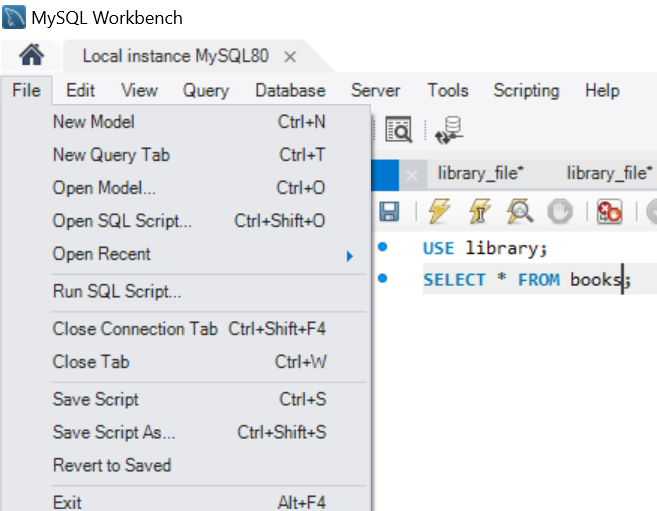 MySQL Workbench
Local instance MySQL80 ×
File Edit View Query Database Server Tools Scripting Help
New Model Ctrl+N
New Query Tab Ctrl+T
Open Model... Ctrl+O
Open SQL Script... Ctrl+Shift+O
Open Recent
Run SQL Script...
Close Connection Tab Ctrl+Shift+F4
Close Tab Ctrl+W
Save Script Ctrl+S
Save Script As... Ctrl+Shift+S
Revert to Saved
Exit Alt+F4
library_file* library_file*
USE library;
SELECT * FROM books;